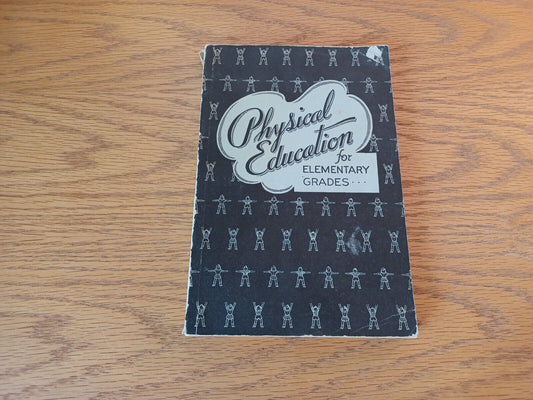 Physical
Education
for
ELEMENTARY
GRADES...